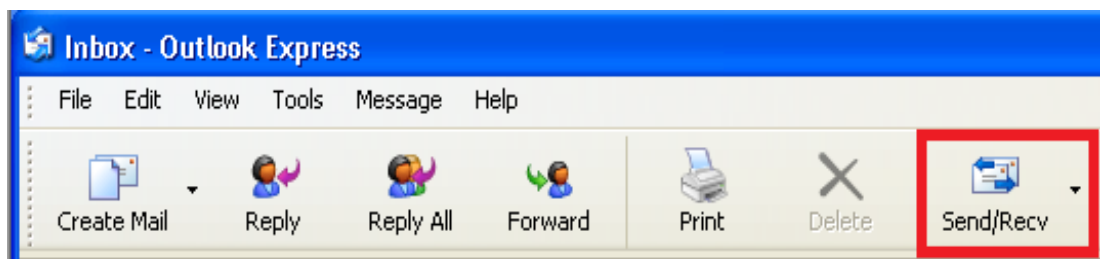 Inbox - Outlook Express
File Edit View Tools Message Help
Create Mail Reply Reply All Forward Print Delete Send/Recv